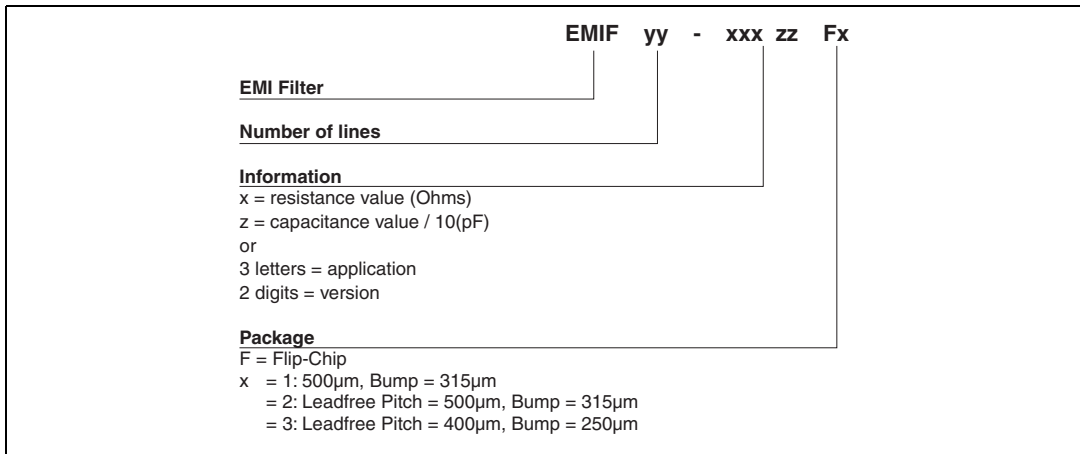 EMIF yy - xxx zz Fx
EMI Filter
Number of lines
Information
x = resistance value (Ohms)
z = capacitance value / 10(pF)
or
3 letters = application
2 digits = version
Package
F = Flip-Chip
x = 1: 500µm, Bump = 315µm
= 2: Leadfree Pitch = 500µm, Bump = 315µm
= 3: Leadfree Pitch = 400µm, Bump = 250µm